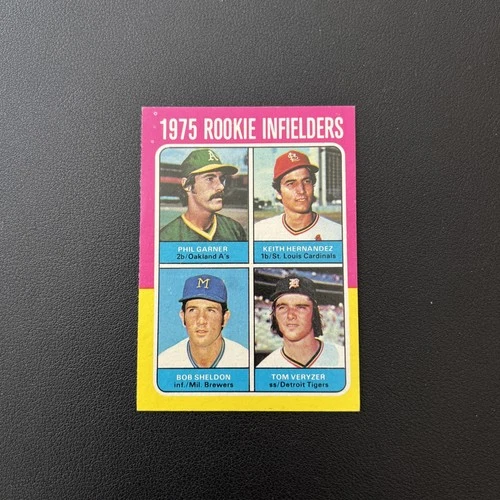 1975 ROOKIE INFIELDERS
A's
PHIL GARNER
2b/Oakland A's
KEITH HERNANDEZ
1b/St. Louis Cardinals
M
B
BOB SHELDON
inf./Mil. Brewers
TOM VERYZER
ss/Detroit Tigers